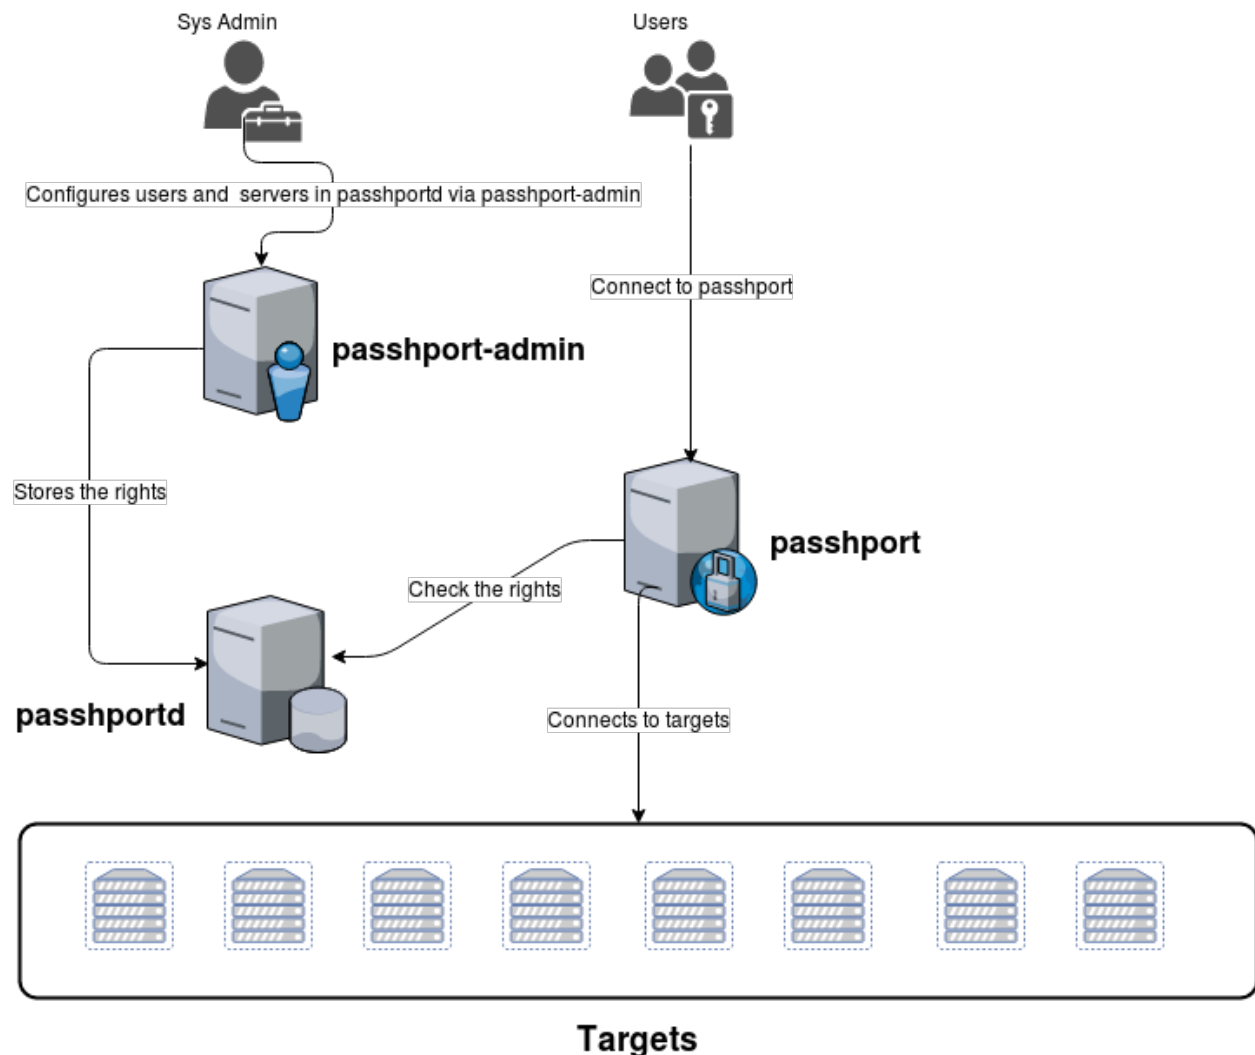 Sys Admin
Users
Configures users and  servers in passhportd via passhport-admin
Connect to passhport
passhport-admin
Stores the rights
passhport
Check the rights
passhportd
Connects to targets
Targets